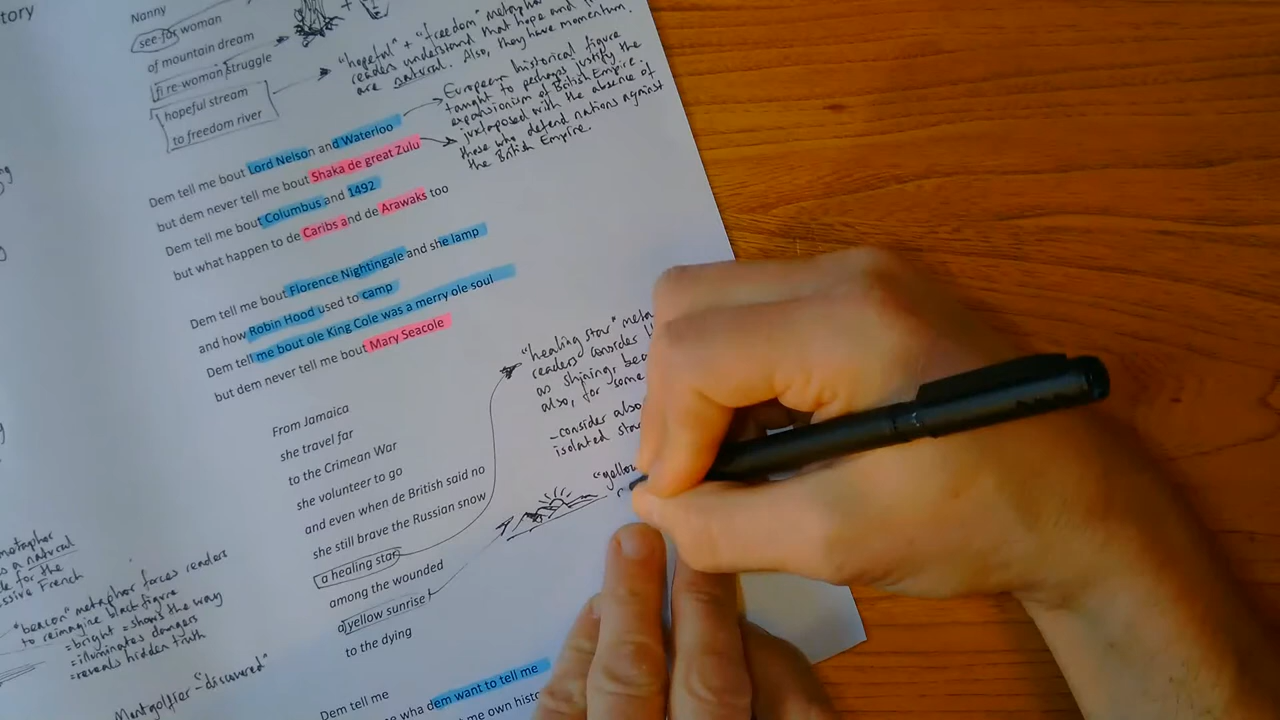 tory
Nanny
see-far woman
of mountain dream
fire-woman struggle
hopeful stream
to freedom river
"hopeful" + "freedom" metaphor
readers understand that hope and
are natural. Also, they have momentum.
Dem tell me bout Lord Nelson and Waterloo
but dem never tell me bout Shaka de great Zulu
Dem tell me bout Columbus and 1492
but what happen to de Caribs and de Arawaks too
European historical figure
taught to perhaps justify the
expansionism of British Empire.
juxtaposed with the absence of
those who defend nations against
the British Empire.
Dem tell me bout Florence Nightingale and she lamp
and how Robin Hood used to camp
Dem tell me bout ole King Cole was a merry ole soul
but dem never tell me bout Mary Seacole
From Jamaica
she travel far
to the Crimean War
she volunteer to go
and even when de British said no
she still brave the Russian snow
a healing star
among the wounded
a yellow sunrise
to the dying
"healing star" meta
readers consider
as shining, bea
also, for some
-consider also
isolated star
"yellow
metaphor
s a natural
le for the
ssive French
"beacon" metaphor forces readers
to reimagine black figure
=bright =shows the way
=illuminates dangers
=reveals hidden truth
Montgolfier - "discovered"
Dem tell me
wha dem want to tell me
me own histo